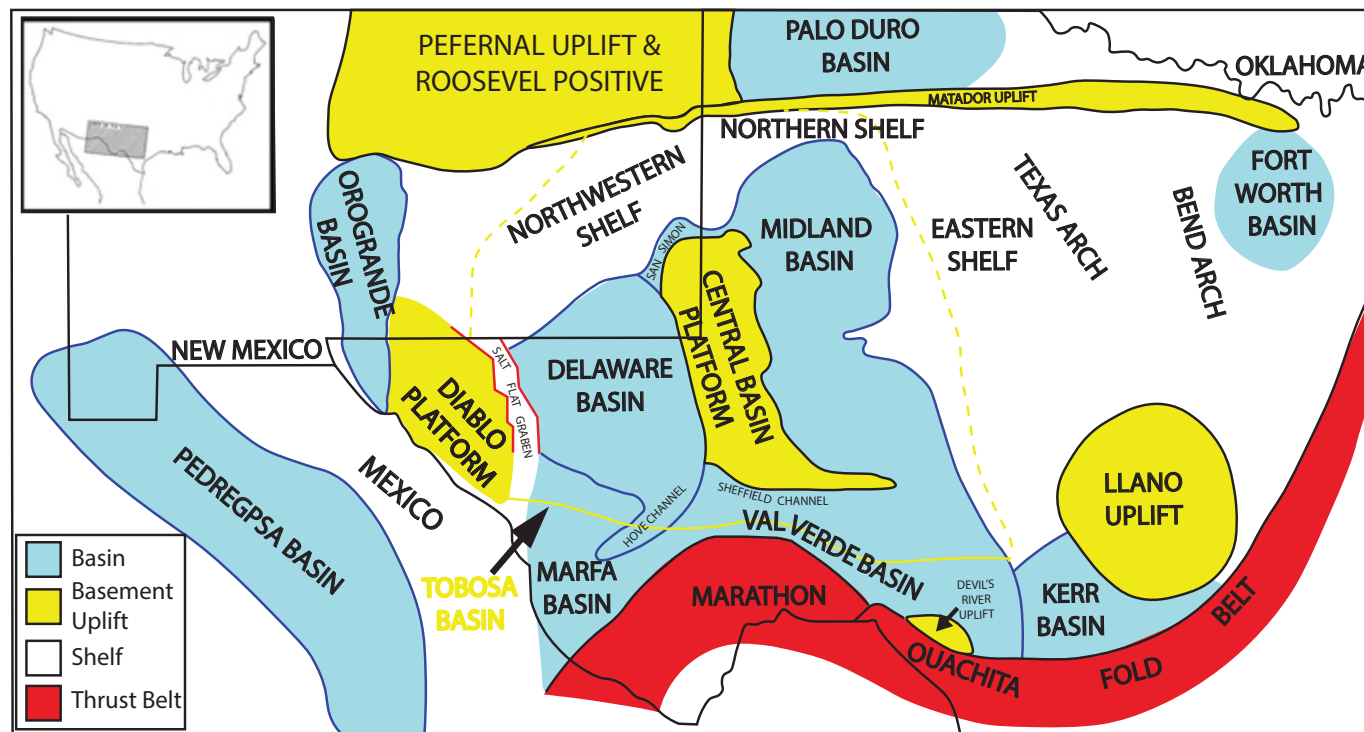 PEFERNAL UPLIFT &
ROOSEVEL POSITIVE
PALO DURO
BASIN
OKLAHOMA
MATADOR UPLIFT
NORTHERN SHELF
FORT
WORTH
BASIN
OROGRANDE
BASIN
NORTHWESTERN
SHELF
SAN SIMON
MIDLAND
BASIN
EASTERN
SHELF
TEXAS ARCH
BEND ARCH
CENTRAL BASIN
PLATFORM
NEW MEXICO
DELAWARE
BASIN
SALT FLAT GRABEN
DIABLO
PLATFORM
MEXICO
PEDREGPSA BASIN
SHEFFIELD CHANNEL
HOVE CHANNEL
VAL VERDE BASIN
LLANO
UPLIFT
TOBOSA
BASIN
MARFA
BASIN
MARATHON
DEVIL'S
RIVER
UPLIFT
KERR
BASIN
OUACHITA
FOLD
BELT
Basin
Basement
Uplift
Shelf
Thrust Belt